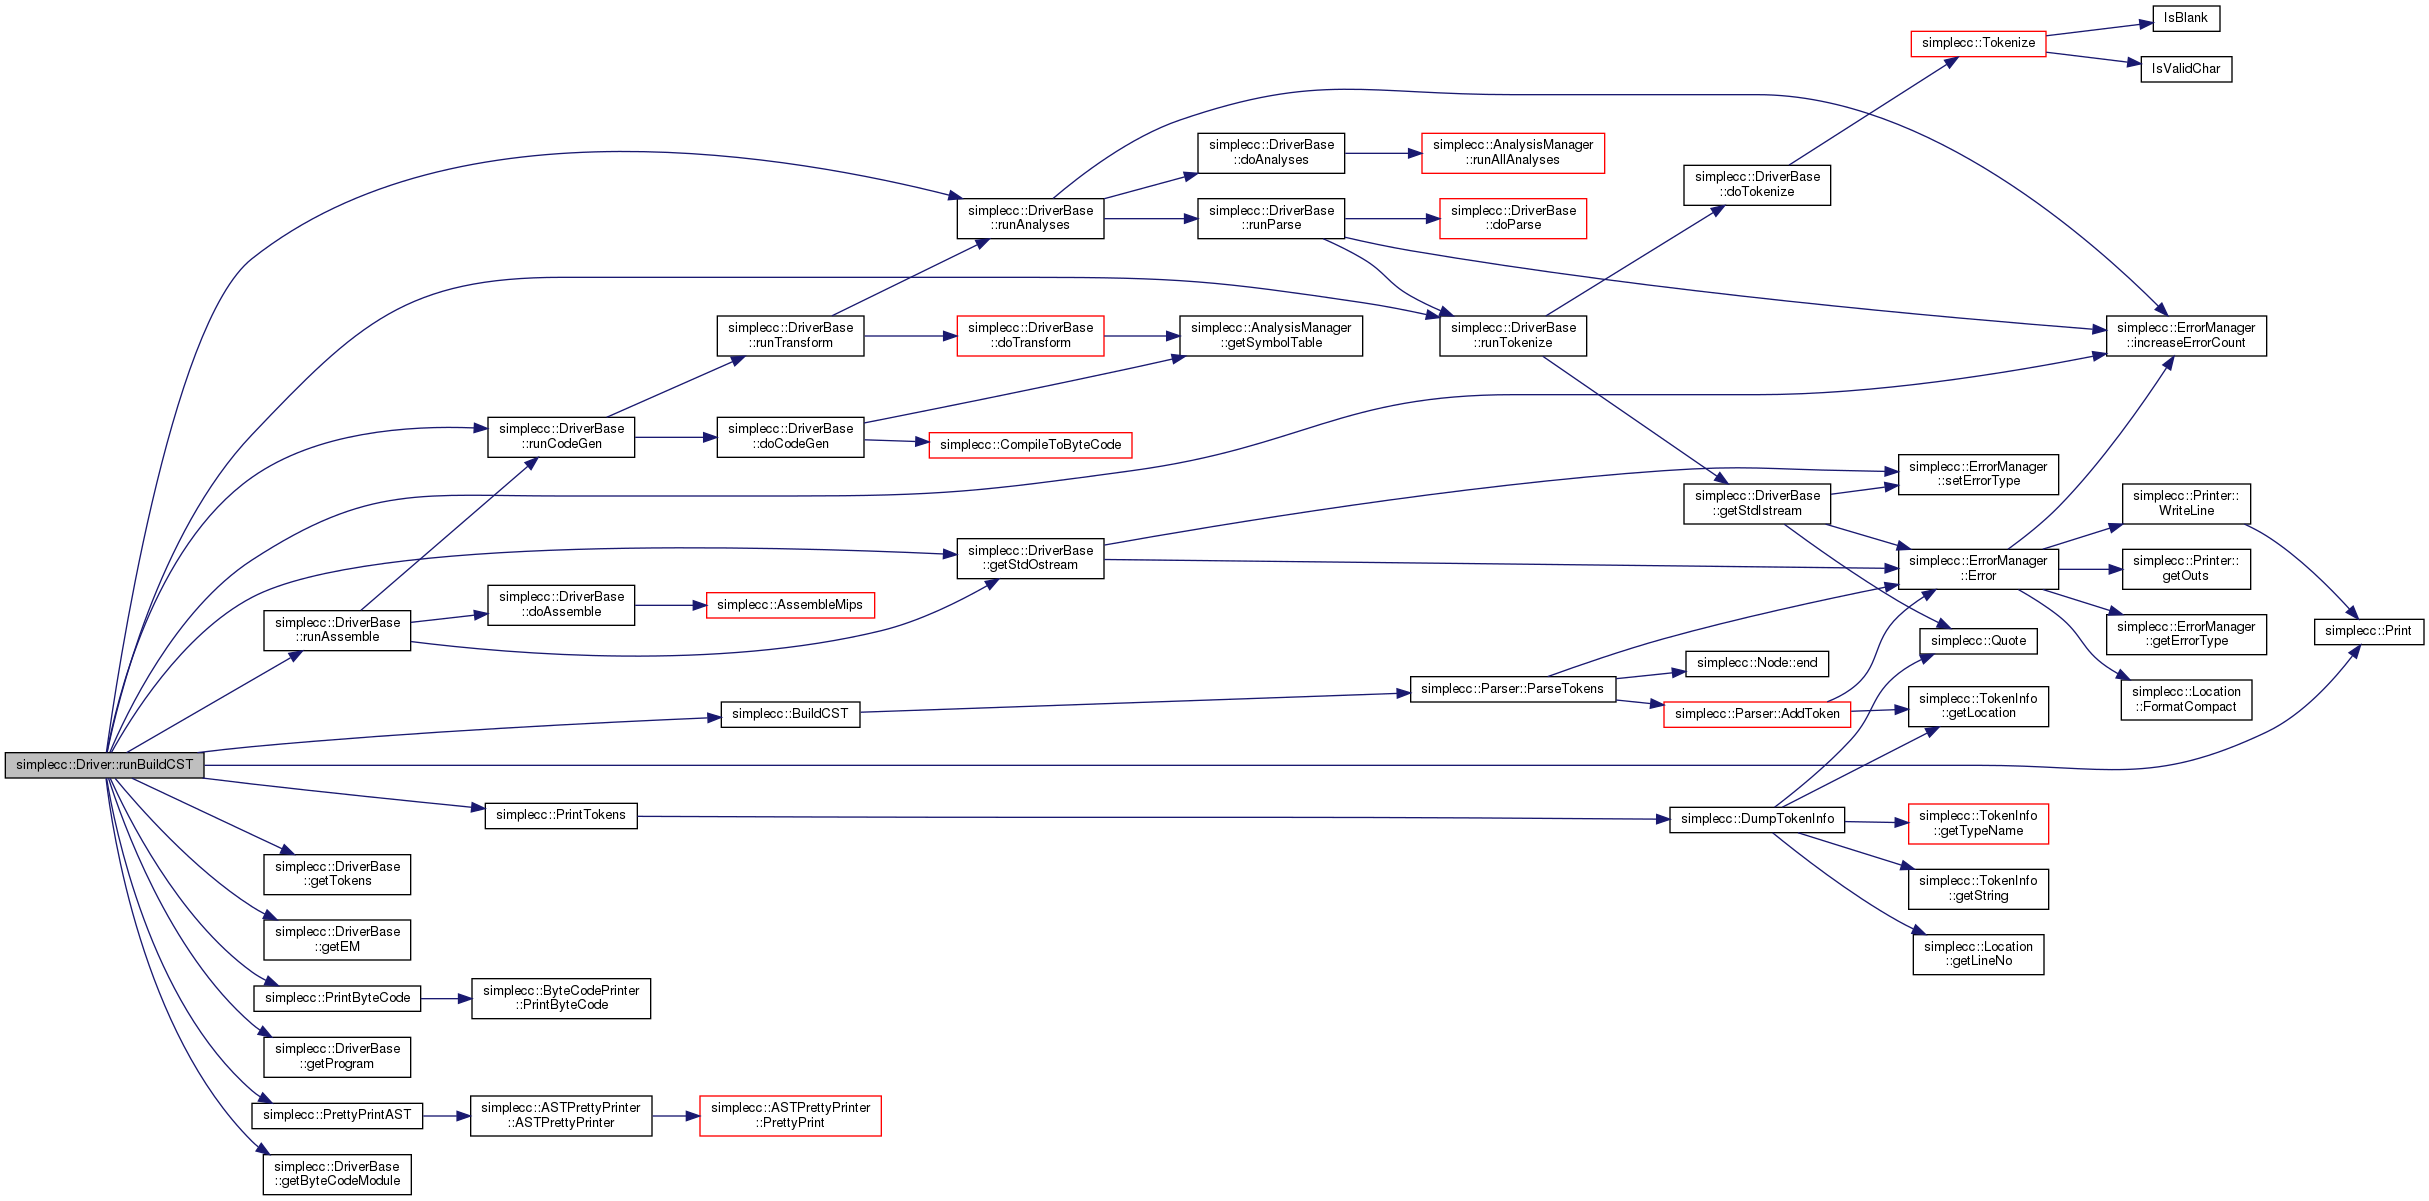 IsBlank
simplecc::Tokenize
IsValidChar
simplecc::DriverBase
::doAnalyses
simplecc::AnalysisManager
::runAllAnalyses
simplecc::DriverBase
::doTokenize
simplecc::DriverBase
::runAnalyses
simplecc::DriverBase
::runParse
simplecc::DriverBase
::doParse
simplecc::DriverBase
::runTransform
simplecc::DriverBase
::doTransform
simplecc::AnalysisManager
::getSymbolTable
simplecc::DriverBase
::runTokenize
simplecc::ErrorManager
::increaseErrorCount
simplecc::DriverBase
::runCodeGen
simplecc::DriverBase
::doCodeGen
simplecc::CompileToByteCode
simplecc::ErrorManager
::setErrorType
simplecc::DriverBase
::getStdIstream
simplecc::Printer::
WriteLine
simplecc::DriverBase
::getStdOstream
simplecc::ErrorManager
::Error
simplecc::Printer::
getOuts
simplecc::DriverBase
::doAssemble
simplecc::AssembleMips
simplecc::DriverBase
::runAssemble
simplecc::Quote
simplecc::ErrorManager
::getErrorType
simplecc::Print
simplecc::Node::end
simplecc::Parser::ParseTokens
simplecc::Location
::FormatCompact
simplecc::BuildCST
simplecc::Parser::AddToken
simplecc::TokenInfo
::getLocation
simplecc::Driver::runBuildCST
simplecc::PrintTokens
simplecc::DumpTokenInfo
simplecc::TokenInfo
::getTypeName
simplecc::DriverBase
::getTokens
simplecc::TokenInfo
::getString
simplecc::DriverBase
::getEM
simplecc::Location
::getLineNo
simplecc::PrintByteCode
simplecc::ByteCodePrinter
::PrintByteCode
simplecc::DriverBase
::getProgram
simplecc::PrettyPrintAST
simplecc::ASTPrettyPrinter
::ASTPrettyPrinter
simplecc::ASTPrettyPrinter
::PrettyPrint
simplecc::DriverBase
::getByteCodeModule